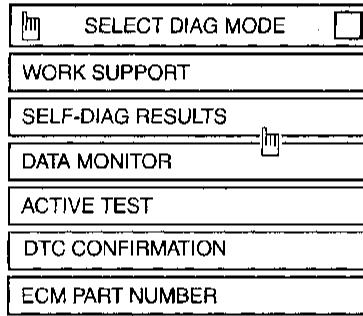 SELECT DIAG MODE
WORK SUPPORT
SELF-DIAG RESULTS
DATA MONITOR
ACTIVE TEST
DTC CONFIRMATION
ECM PART NUMBER